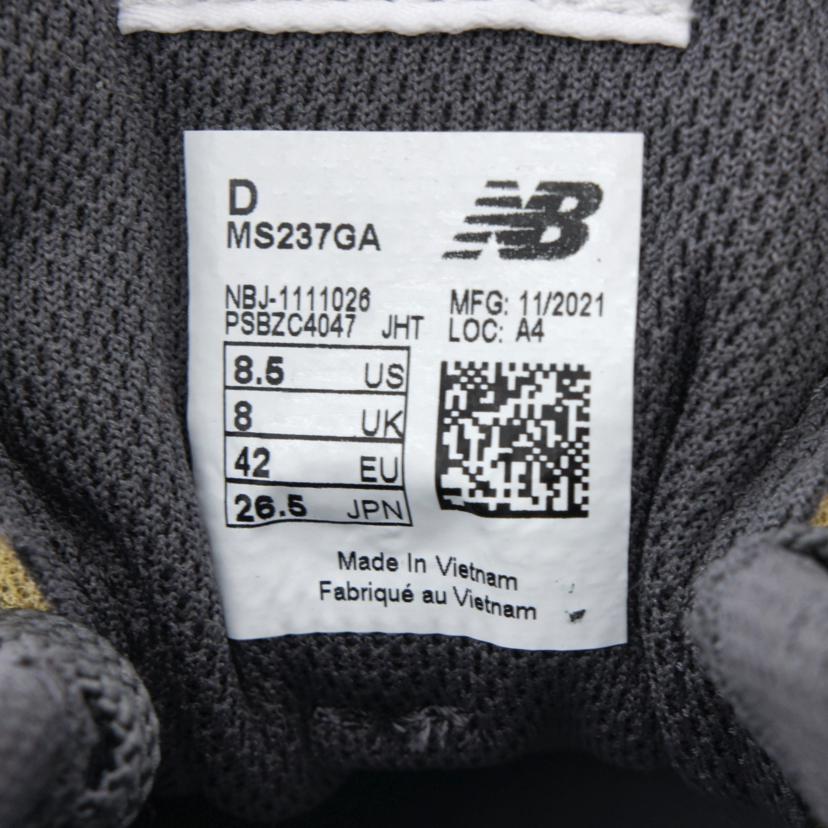 D
MS237GA
NB
NBJ-1111026
PSBZC4047 JHT
MFG: 11/2021
LOC: A4
8.5 US
8 UK
42 EU
26.5 JPN
Made In Vietnam
Fabriqué au Vietnam